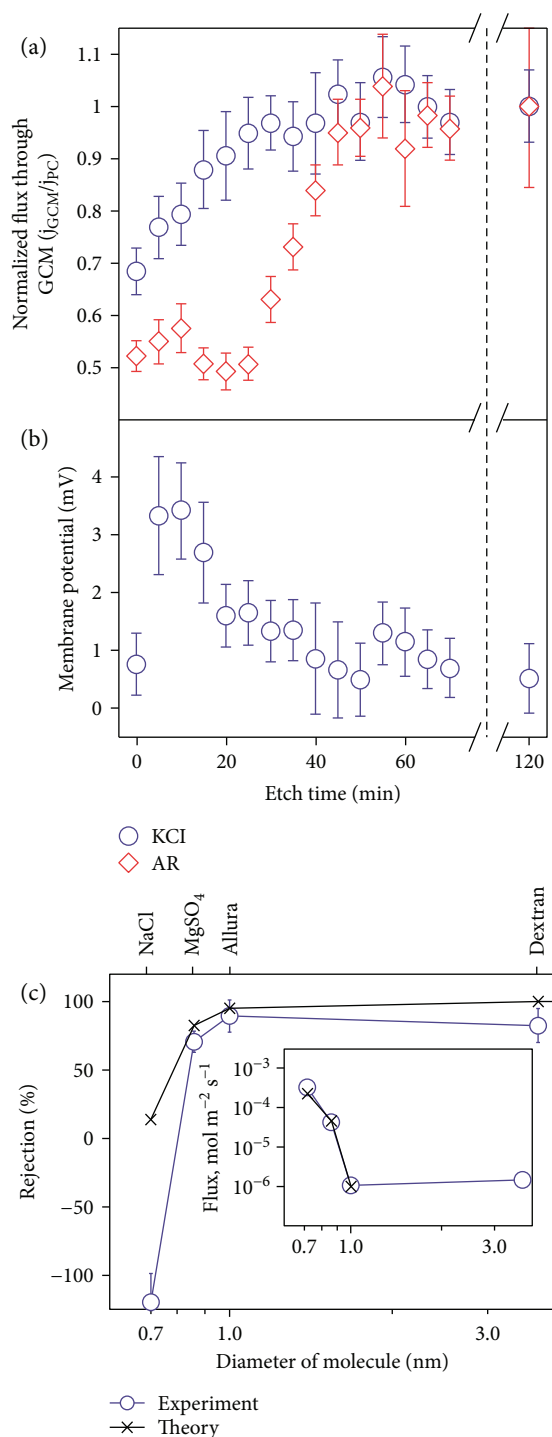 (a)
Normalized flux through
GCM (jGCM/jPC)
1.1
1
0.9
0.8
0.7
0.6
0.5
(b)
Membrane potential (mV)
4
3
2
1
0
0 20 40 60 120
Etch time (min)
KCI
AR
NaCl MgSO4 Allura Dextran
(c)
Rejection (%)
100
50
0
−50
−100
Flux, mol m−2 s−1
10−3
10−4
10−5
10−6
0.7 1.0 3.0
0.7 1.0 3.0
Diameter of molecule (nm)
Experiment
Theory